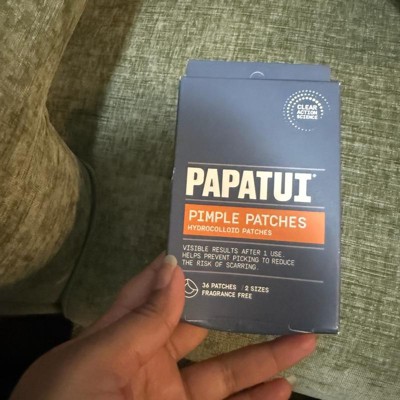 CLEAR
ACTION
SCIENCE
PAPATUI
PIMPLE PATCHES
HYDROCOLLOID PATCHES
VISIBLE RESULTS AFTER 1 USE.
HELPS PREVENT PICKING TO REDUCE
THE RISK OF SCARRING.
36 PATCHES / 2 SIZES
FRAGRANCE FREE